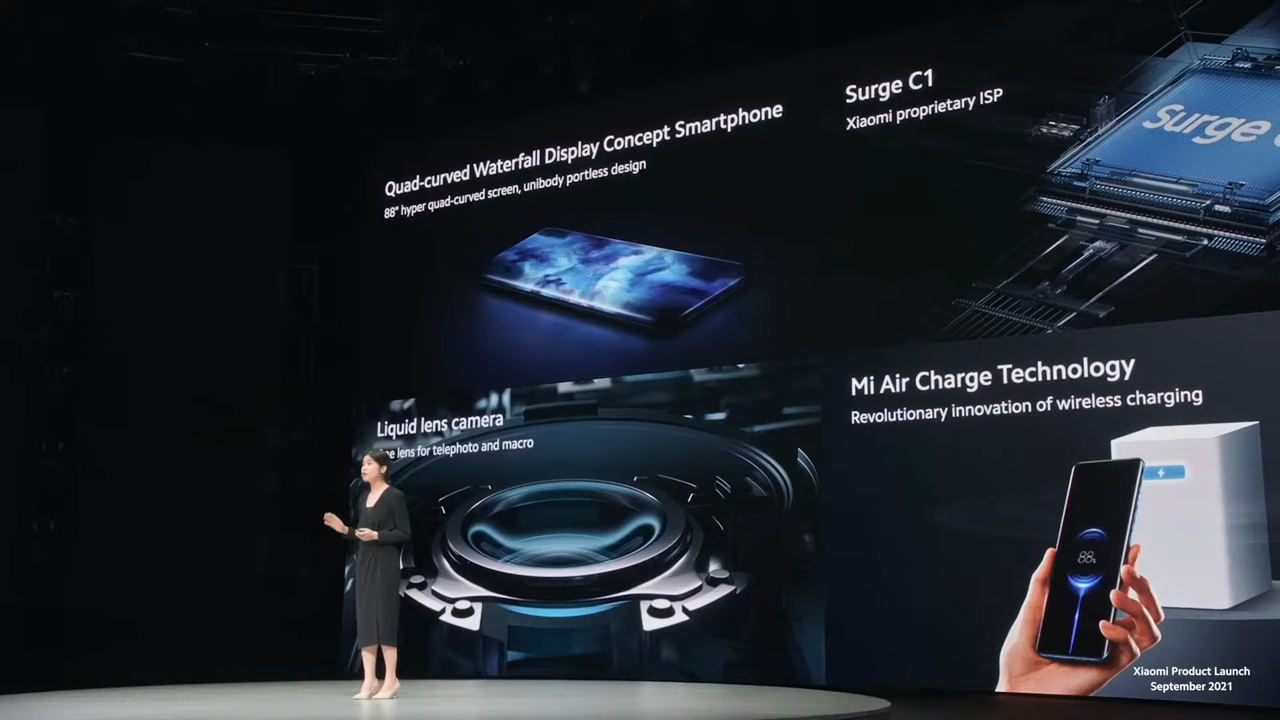 Quad-curved Waterfall Display Concept Smartphone
88° hyper quad-curved screen, unibody portless design
Surge C1
Xiaomi proprietary ISP
Surge
Liquid lens camera
lens for telephoto and macro
Mi Air Charge Technology
Revolutionary innovation of wireless charging
88%
Xiaomi Product Launch
September 2021